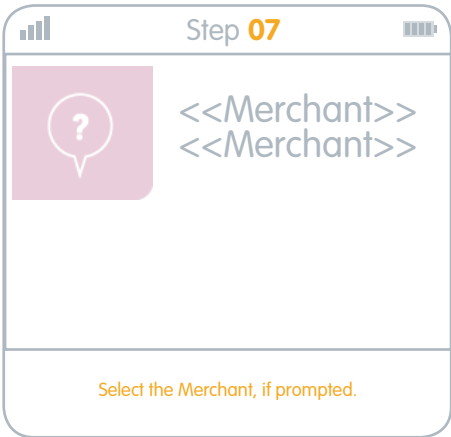 Step 07
?
<<Merchant>>
<<Merchant>>
Select the Merchant, if prompted.